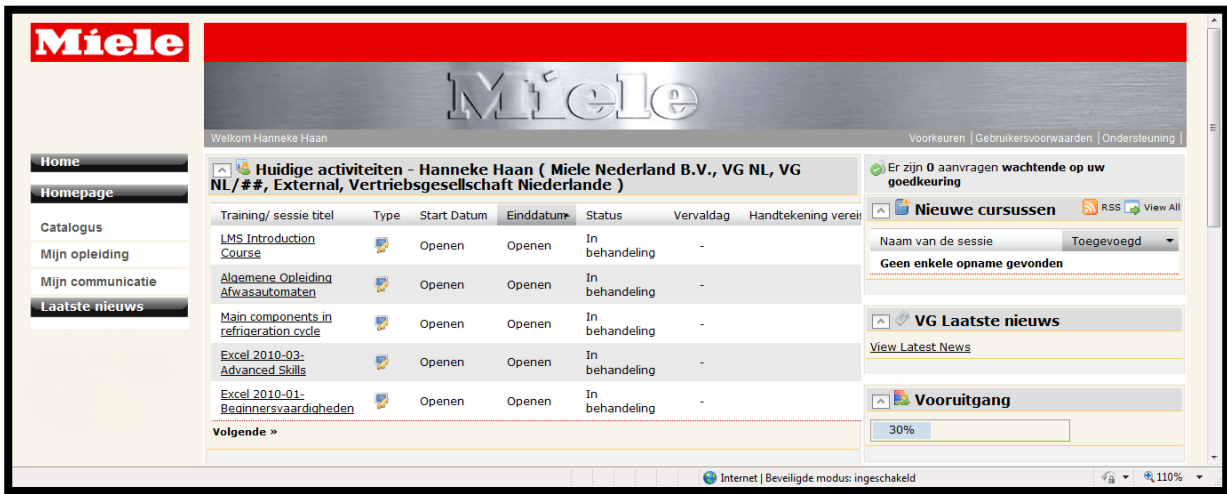 Miele
Miele
Welkom Hanneke Haan
Voorkeuren | Gebruikersvoorwaarden | Ondersteuning |
Home
Homepage
Catalogus
Mijn opleiding
Mijn communicatie
Laatste nieuws
Huidige activiteiten - Hanneke Haan ( Miele Nederland B.V., VG NL, VG
NL/##, External, Vertriebsgesellschaft Niederlande )
Training/ sessie titel Type Start Datum Einddatum Status Vervaldag Handtekening vereis
LMS Introduction
Course
Openen Openen In
behandeling -
Algemene Opleiding
Afwasautomaten
Openen Openen In
behandeling -
Main components in
refrigeration cycle
Openen Openen In
behandeling -
Excel 2010-03-
Advanced Skills
Openen Openen In
behandeling -
Excel 2010-01-
Beginnersvaardigheden
Openen Openen In
behandeling -
Volgende »
Er zijn 0 aanvragen wachtende op uw
goedkeuring
Nieuwe cursussen RSS View All
Naam van de sessie Toegevoegd
Geen enkele opname gevonden
VG Laatste nieuws
View Latest News
Vooruitgang
30%
Internet | Beveiligde modus: ingeschakeld 110%